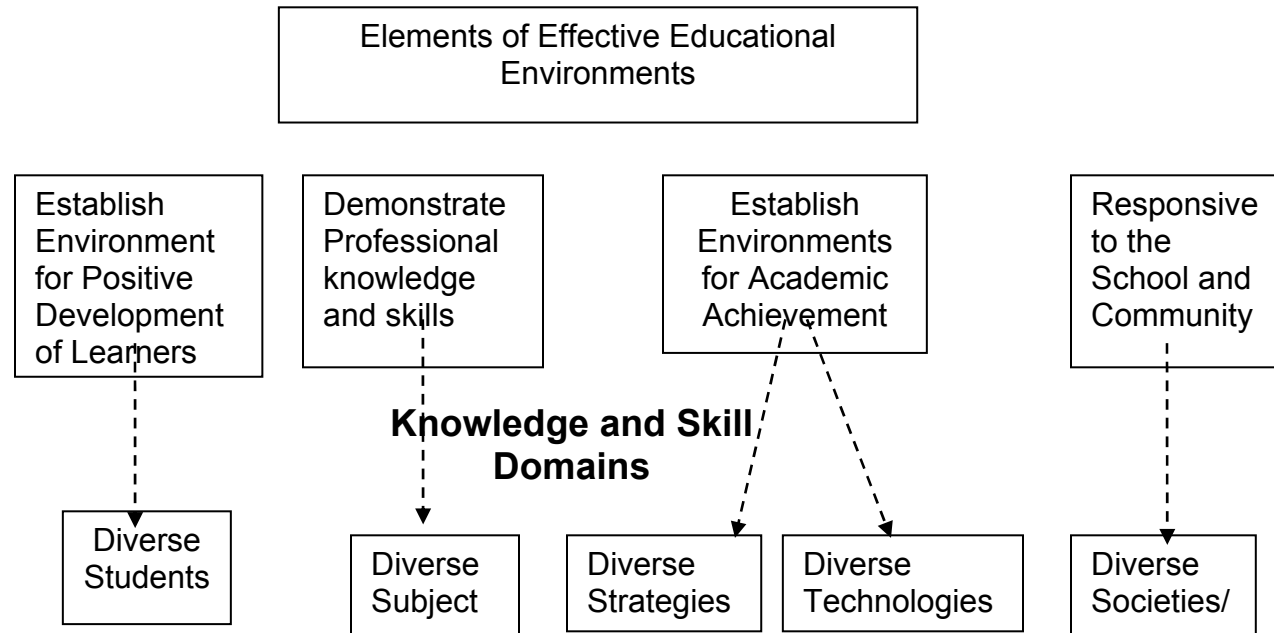 Elements of Effective Educational
Environments
Establish
Environment
for Positive
Development
of Learners
Demonstrate
Professional
knowledge
and skills
Establish
Environments
for Academic
Achievement
Responsive
to the
School and
Community
Knowledge and Skill
Domains
Diverse
Students
Diverse
Subject
Diverse
Strategies
Diverse
Technologies
Diverse
Societies/